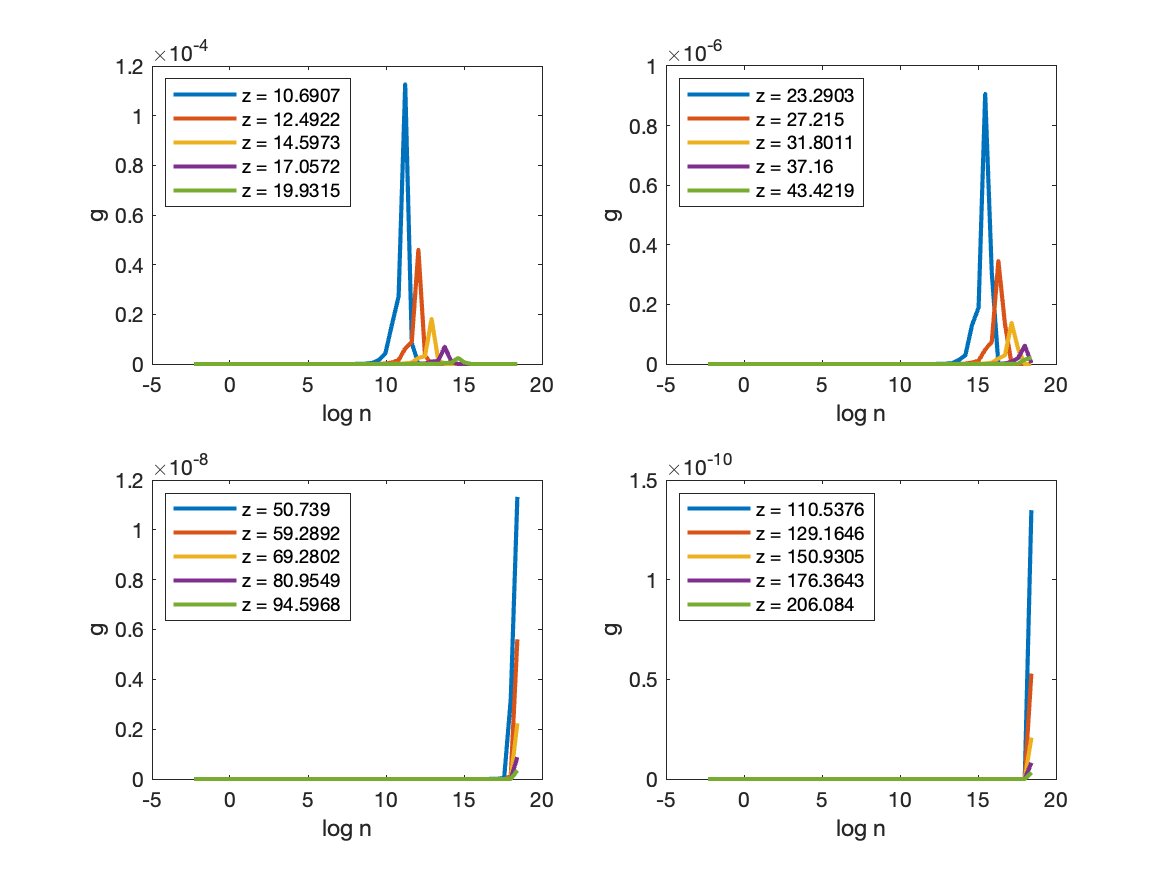 ×10-4
1.2
1
0.8
0.6
0.4
0.2
0
g
z = 10.6907
z = 12.4922
z = 14.5973
z = 17.0572
z = 19.9315
-5 0 5 10 15 20
log n
×10-6
1
0.8
0.6
0.4
0.2
0
g
z = 23.2903
z = 27.215
z = 31.8011
z = 37.16
z = 43.4219
-5 0 5 10 15 20
log n
×10-8
1.2
1
0.8
0.6
0.4
0.2
0
g
z = 50.739
z = 59.2892
z = 69.2802
z = 80.9549
z = 94.5968
-5 0 5 10 15 20
log n
×10-10
1.5
1
0.5
0
g
z = 110.5376
z = 129.1646
z = 150.9305
z = 176.3643
z = 206.084
-5 0 5 10 15 20
log n